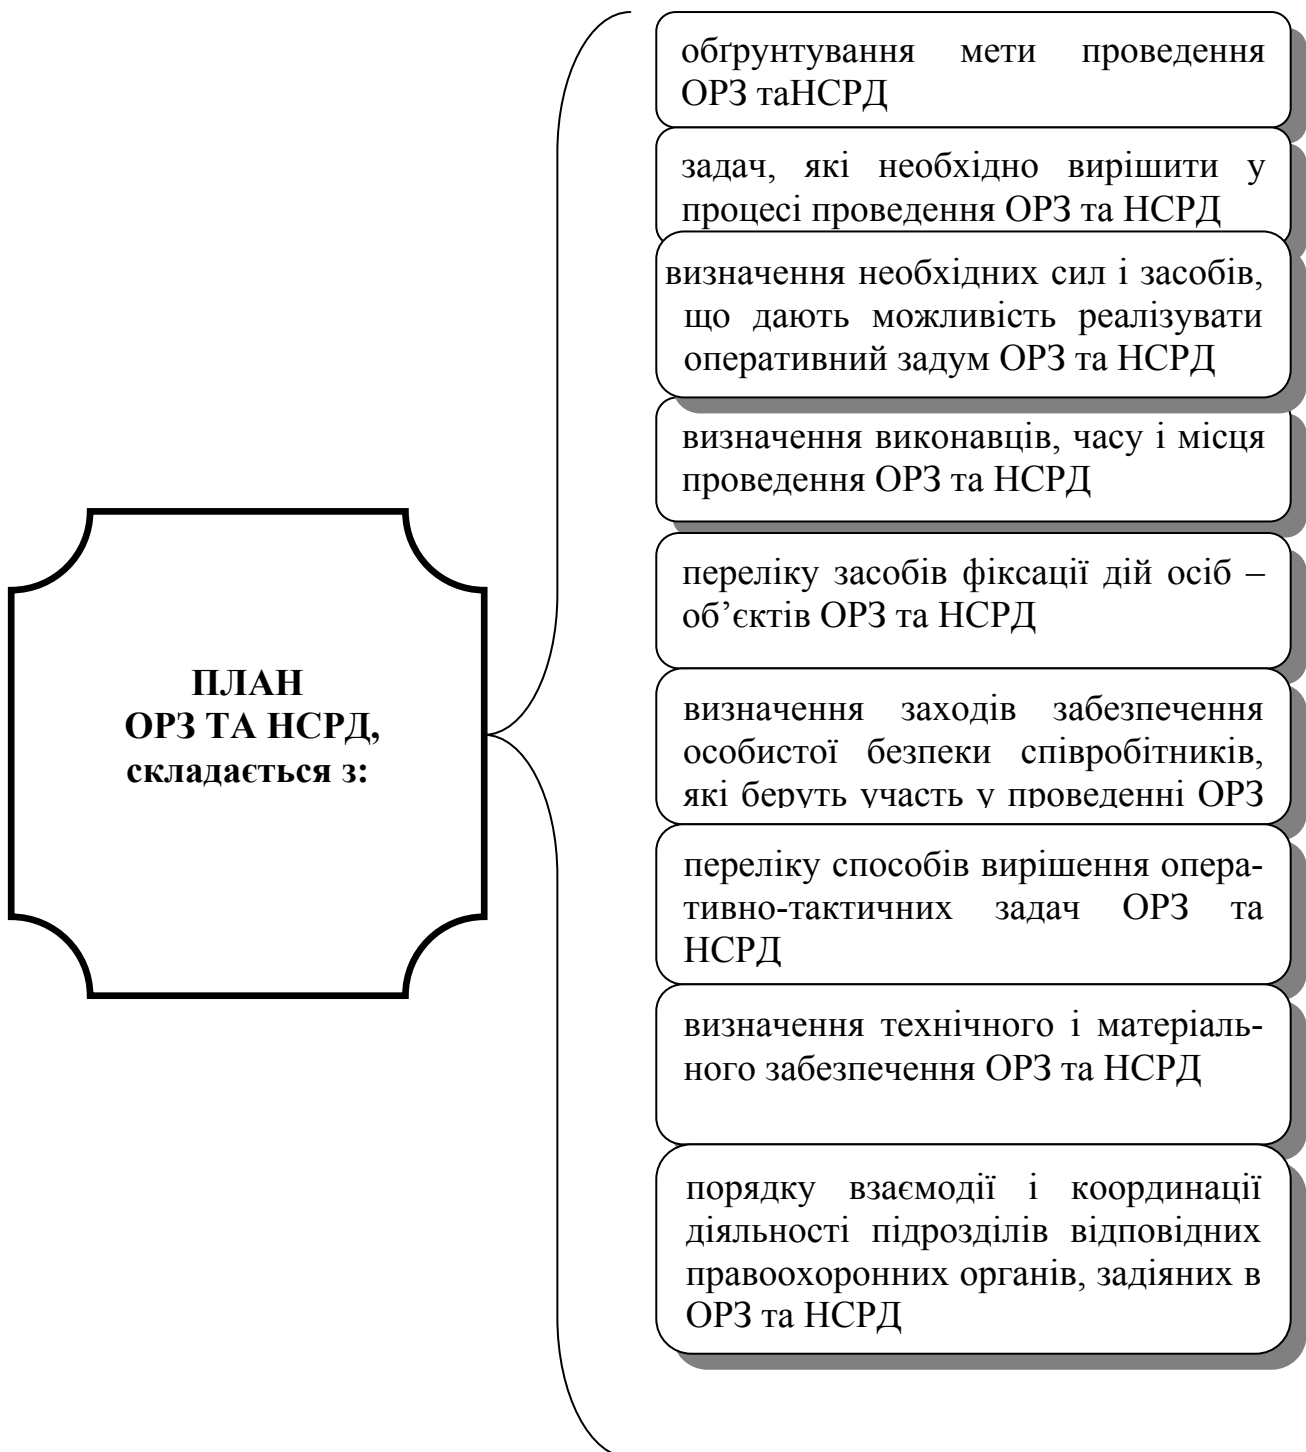 ПЛАН
ОРЗ ТА НСРД,
складається з:
обґрунтування мети проведення
ОРЗ таНСРД
задач, які необхідно вирішити у
процесі проведення ОРЗ та НСРД
визначення необхідних сил і засобів,
що дають можливість реалізувати
оперативний задум ОРЗ та НСРД
визначення виконавців, часу і місця
проведення ОРЗ та НСРД
переліку засобів фіксації дій осіб –
об’єктів ОРЗ та НСРД
визначення заходів забезпечення
особистої безпеки співробітників,
які беруть участь у проведенні ОРЗ
переліку способів вирішення опера-
тивно-тактичних задач ОРЗ та
НСРД
визначення технічного і матеріаль-
ного забезпечення ОРЗ та НСРД
порядку взаємодії і координації
діяльності підрозділів відповідних
правоохоронних органів, задіяних в
ОРЗ та НСРД